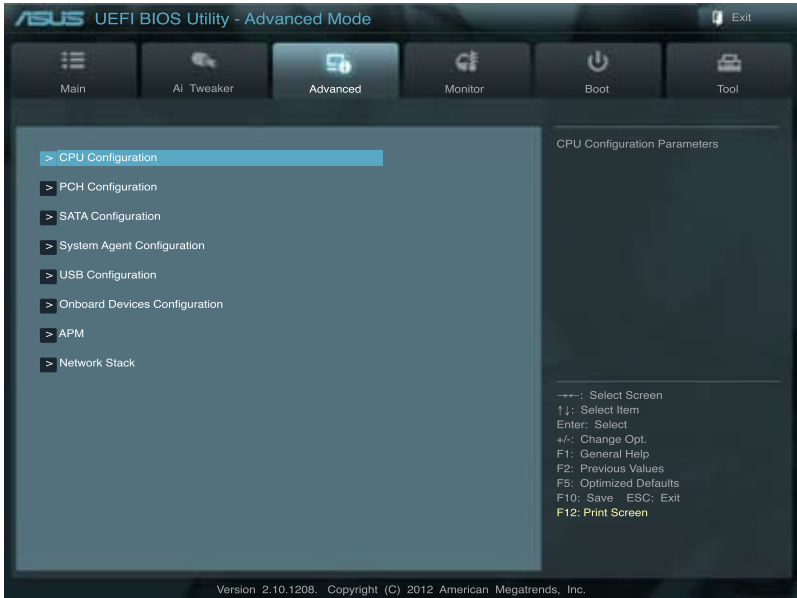 ASUS UEFI BIOS Utility - Advanced Mode
Exit
Main
Ai Tweaker
Advanced
Monitor
Boot
Tool
> CPU Configuration
> PCH Configuration
> SATA Configuration
> System Agent Configuration
> USB Configuration
> Onboard Devices Configuration
> APM
> Network Stack
CPU Configuration Parameters
→←: Select Screen
↑↓: Select Item
Enter: Select
+/-: Change Opt.
F1: General Help
F2: Previous Values
F5: Optimized Defaults
F10: Save ESC: Exit
F12: Print Screen
Version 2.10.1208. Copyright (C) 2012 American Megatrends, Inc.